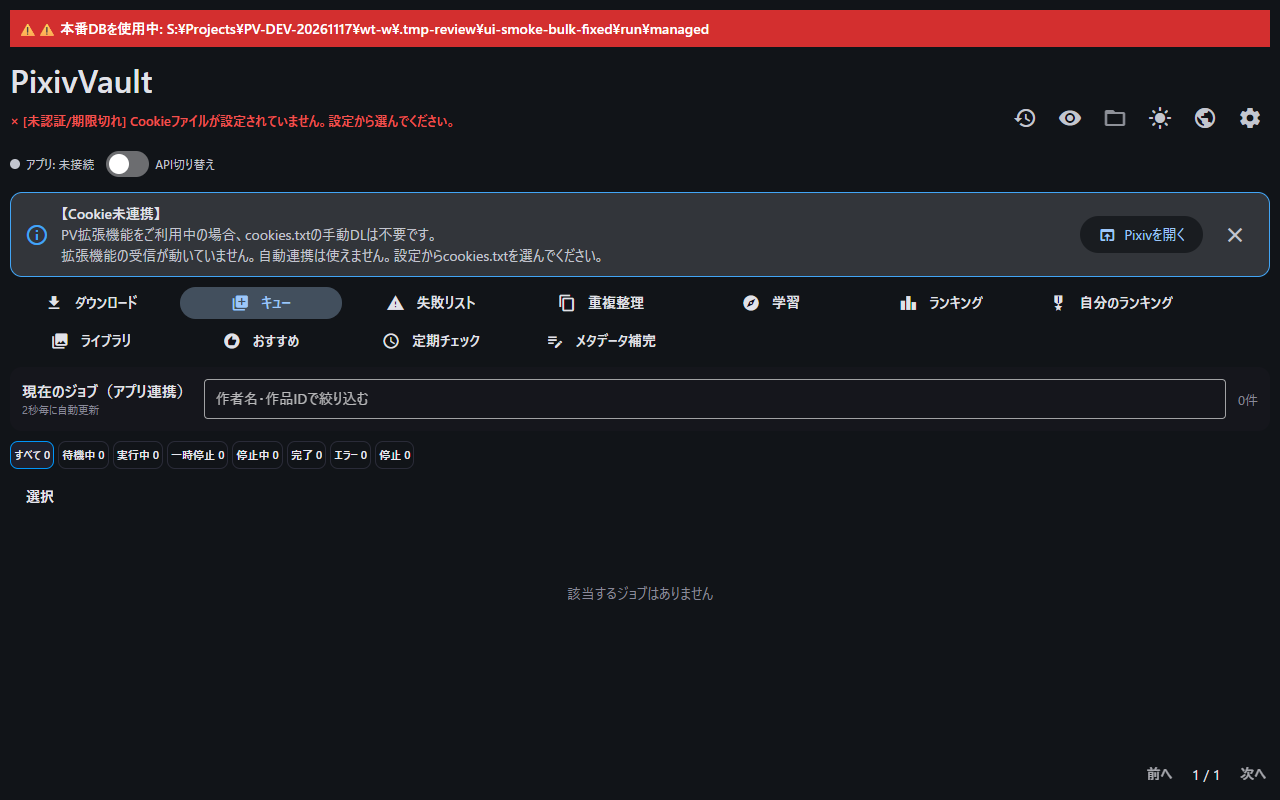 本番DBを使用中: S:¥Projects¥PV-DEV-20261117¥wt-w¥.tmp-review¥ui-smoke-bulk-fixed¥run¥managed
PixivVault
× [未認証/期限切れ] Cookieファイルが設定されていません。設定から選んでください。
アプリ: 未接続 API切り替え
【Cookie未連携】
PV拡張機能をご利用中の場合、cookies.txtの手動DLは不要です。
拡張機能の受信が動いていません。自動連携は使えません。設定からcookies.txtを選んでください。
Pixivを開く
ダウンロード キュー 失敗リスト 重複整理 学習 ランキング 自分のランキング
ライブラリ おすすめ 定期チェック メタデータ補完
現在のジョブ（アプリ連携）
2秒毎に自動更新
作者名・作品IDで絞り込む
0件
すべて 0 待機中 0 実行中 0 一時停止 0 停止中 0 完了 0 エラー 0 停止 0
選択
該当するジョブはありません
前へ 1 / 1 次へ